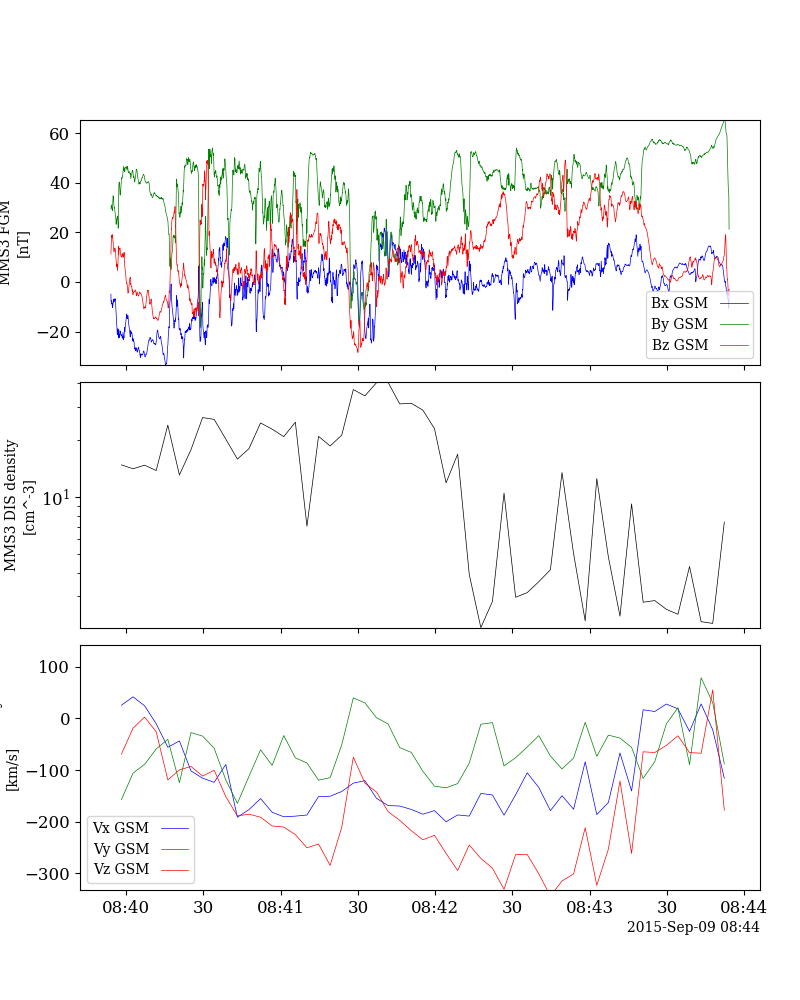 60
40
20
0
−20
MMS3 FGM
[nT]
Bx GSM
By GSM
Bz GSM
10^1
MMS3 DIS density
[cm^-3]
100
0
−100
−200
−300
[km/s]
Vx GSM
Vy GSM
Vz GSM
08:40 30 08:41 30 08:42 30 08:43 30 08:44
2015-Sep-09 08:44